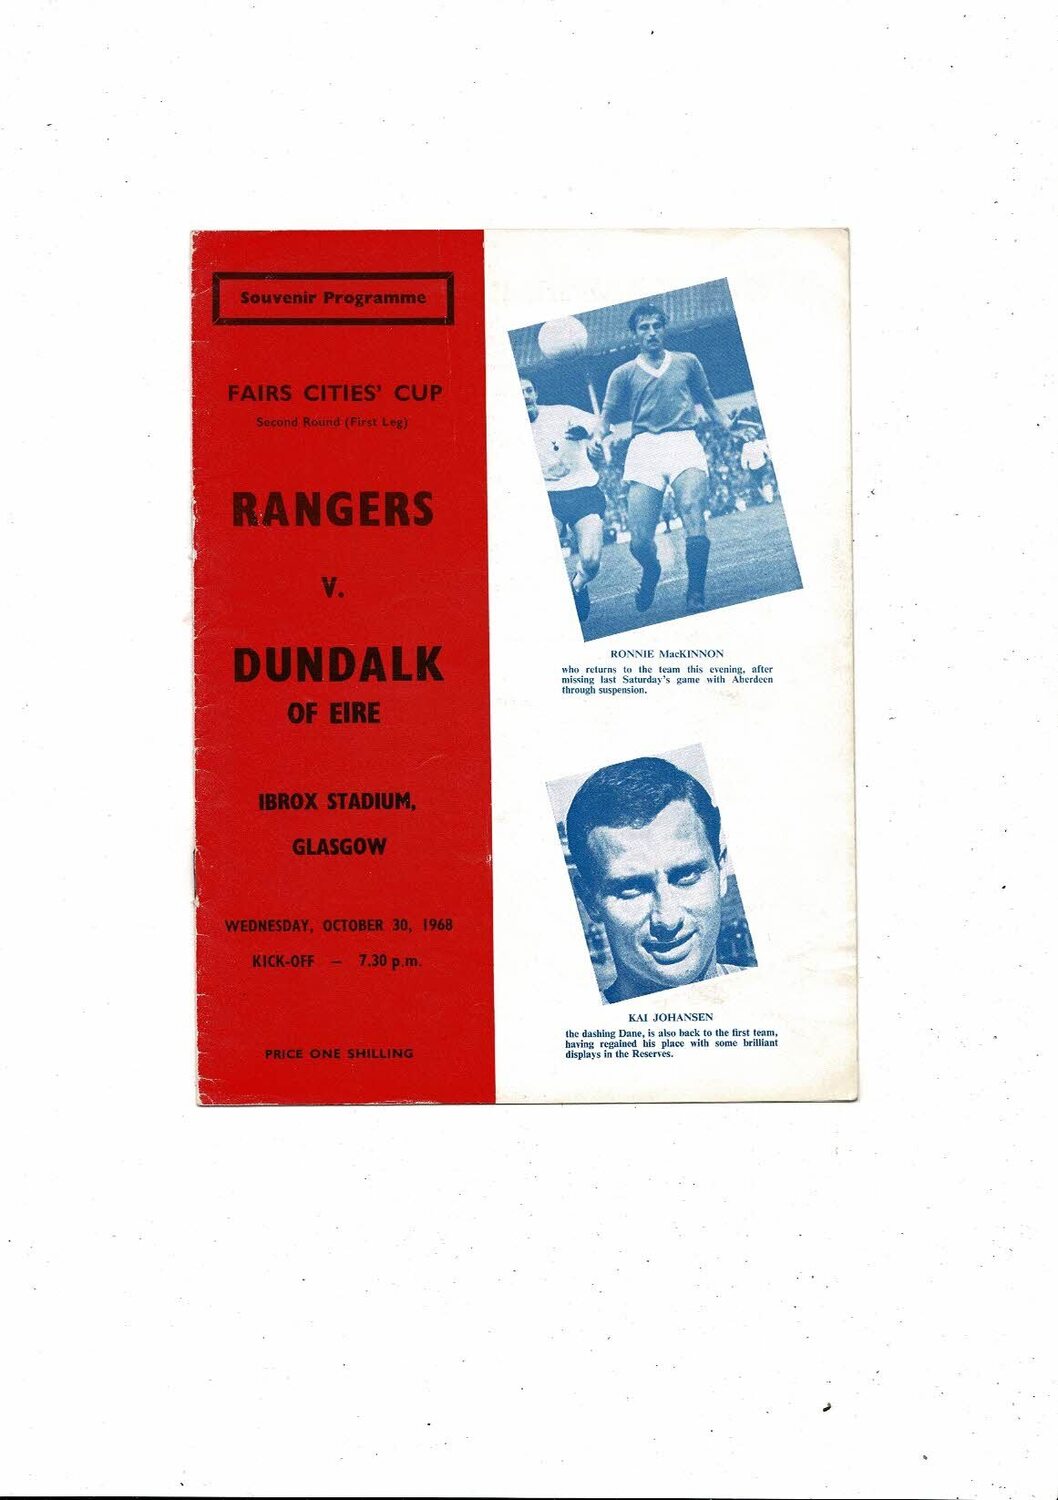 Souvenir Programme
FAIRS CITIES' CUP
Second Round (First Leg)
RANGERS
V.
DUNDALK
OF EIRE
IBROX STADIUM,
GLASGOW
WEDNESDAY, OCTOBER 30, 1968
KICK-OFF — 7.30 p.m.
PRICE ONE SHILLING
RONNIE MacKINNON
who returns to the team this evening, after
missing last Saturday's game with Aberdeen
through suspension.
KAI JOHANSEN
the dashing Dane, is also back to the first team,
having regained his place with some brilliant
displays in the Reserves.